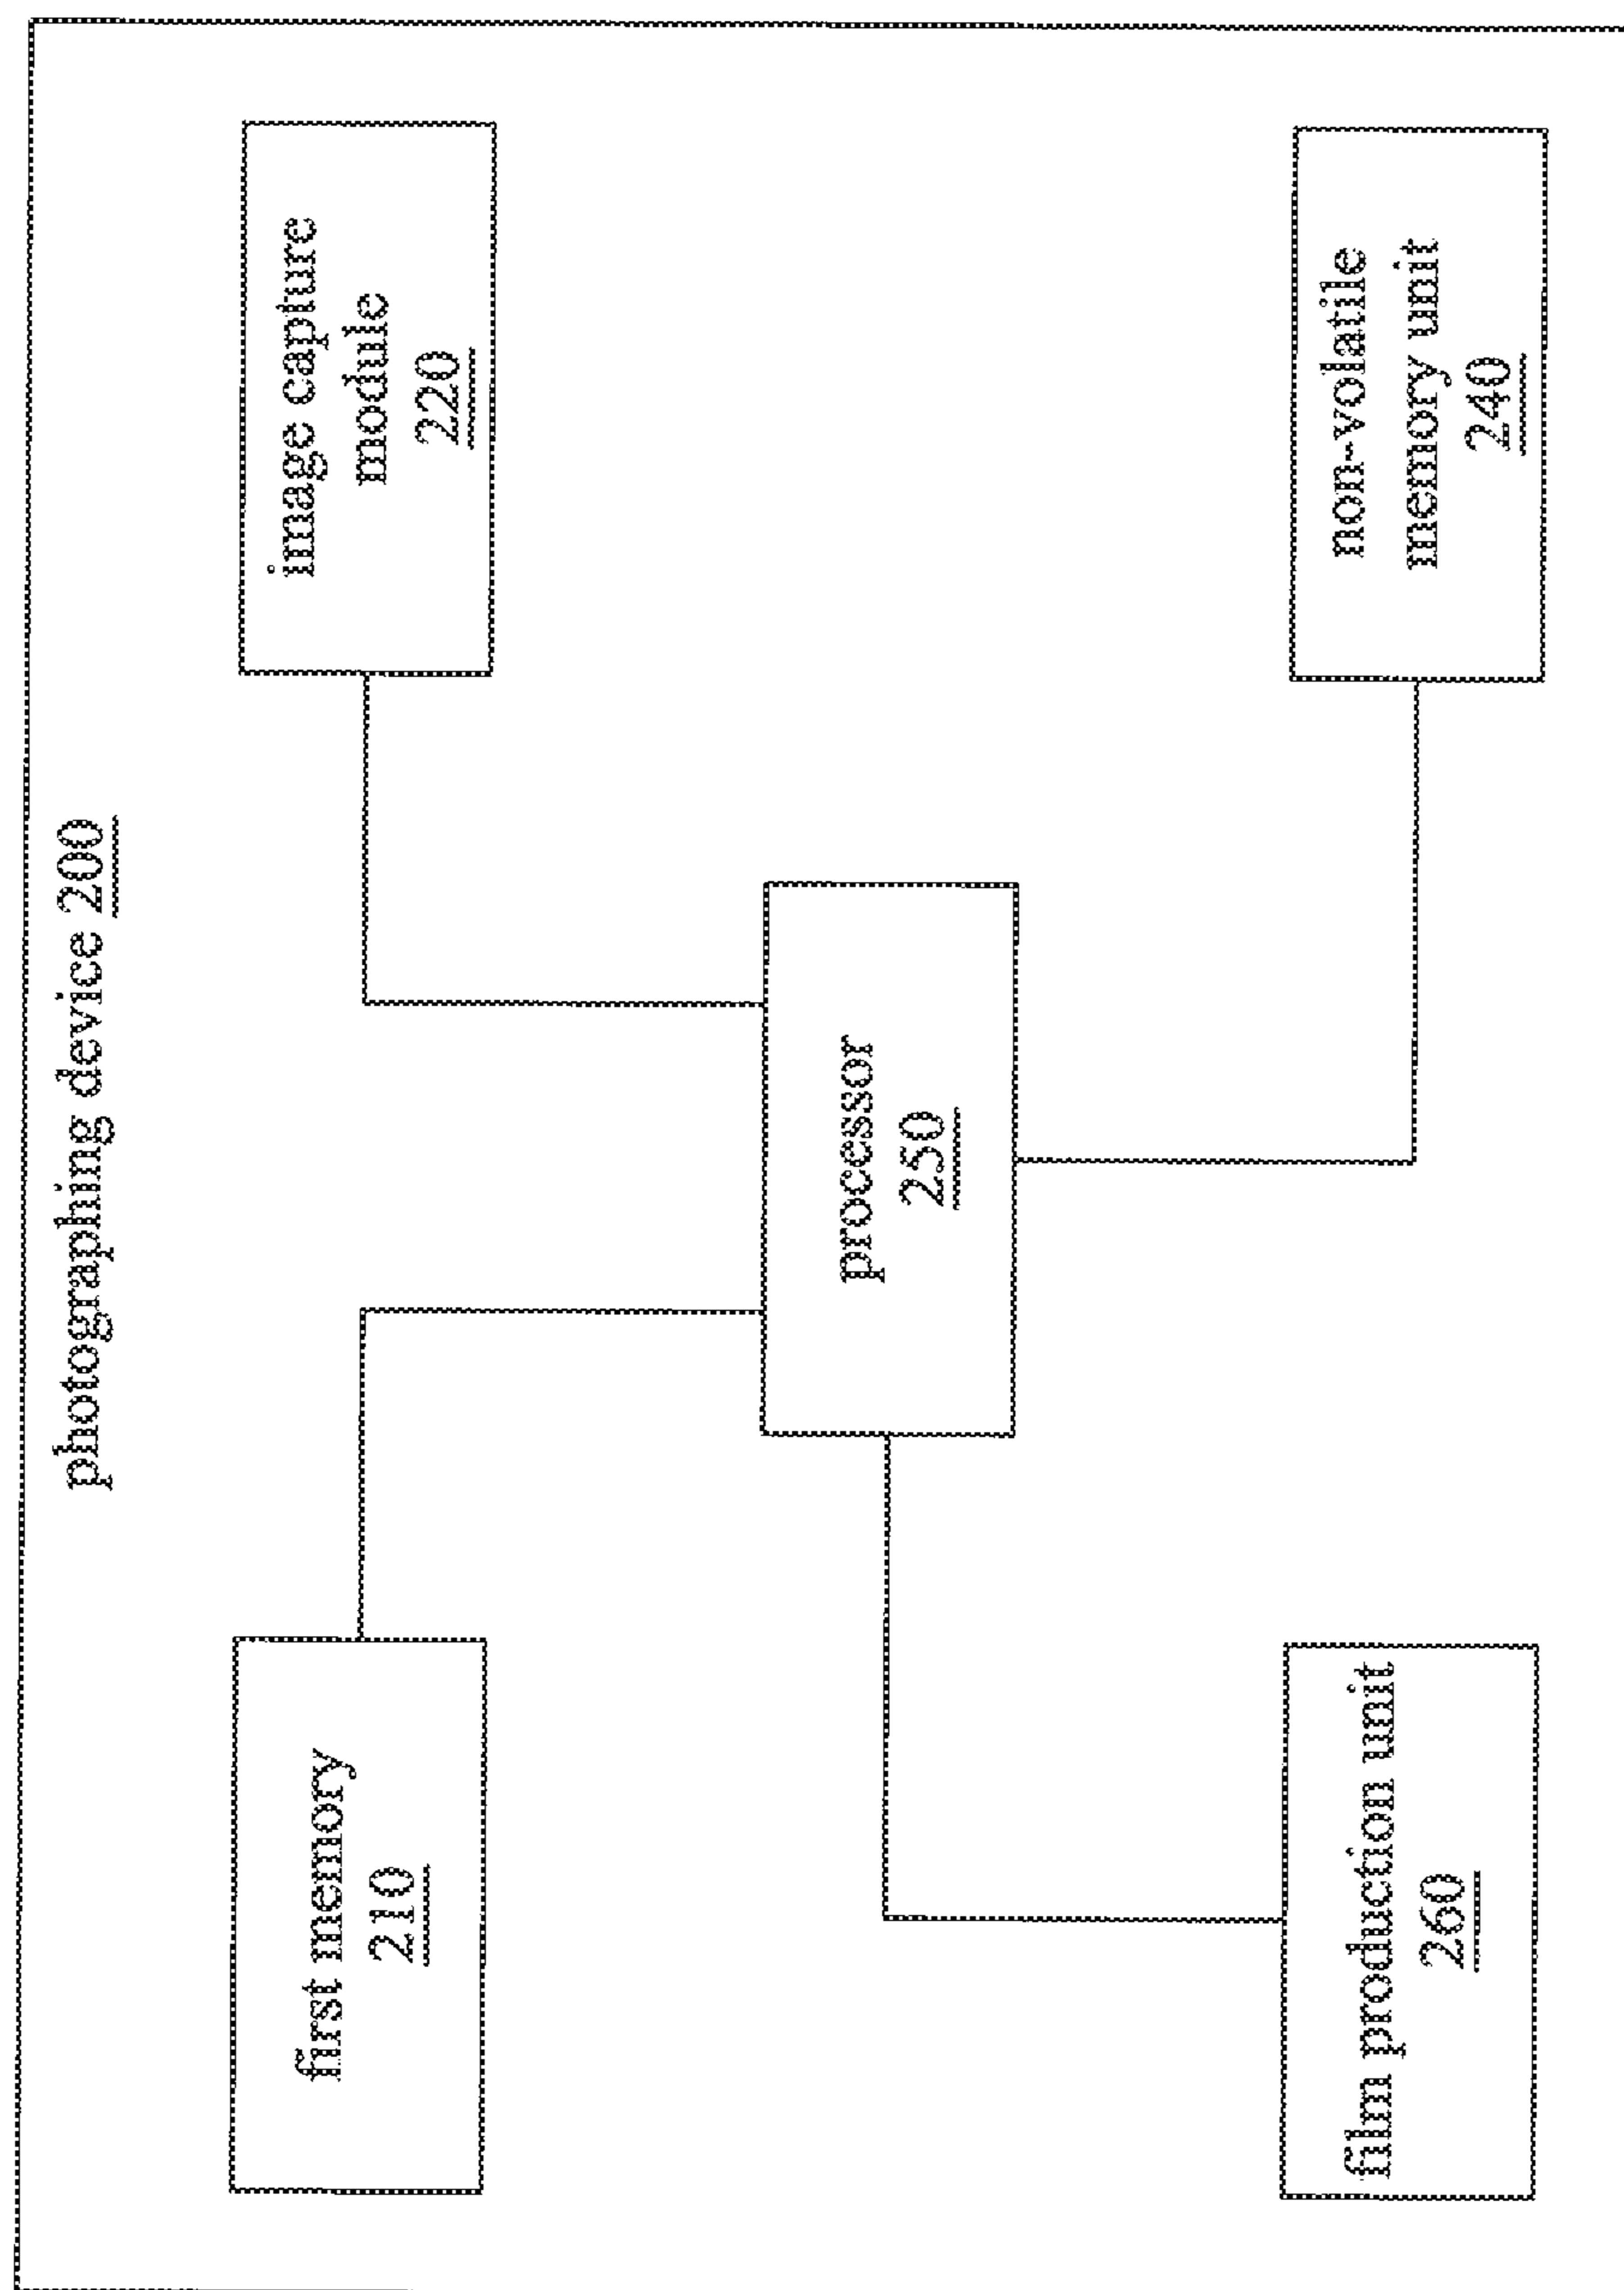 photographing device 200
first memory
210
image capture
module
220
processor
250
film production unit
260
non-volatile
memory unit
240